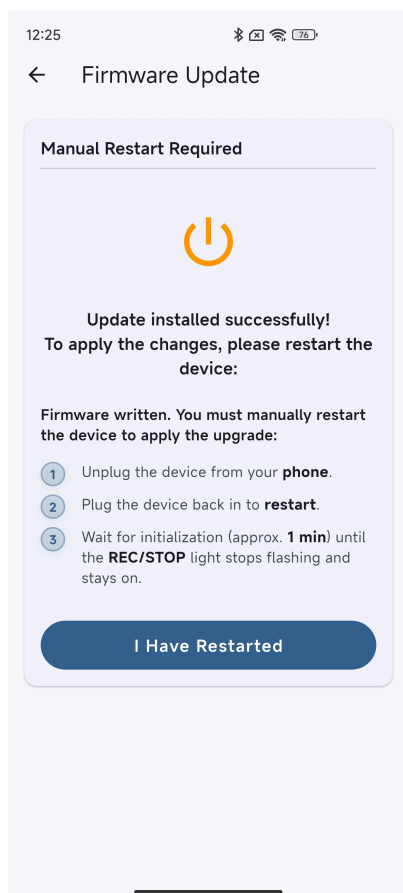 12:25
76
Firmware Update
Manual Restart Required
Update installed successfully!
To apply the changes, please restart the
device:
Firmware written. You must manually restart
the device to apply the upgrade:
1 Unplug the device from your phone.
2 Plug the device back in to restart.
3 Wait for initialization (approx. 1 min) until
the REC/STOP light stops flashing and
stays on.
I Have Restarted